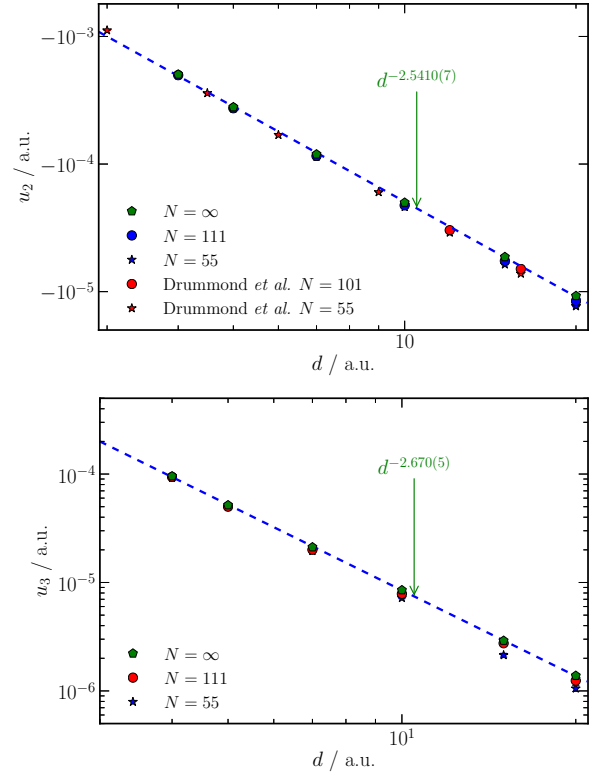 −10⁻³
−10⁻⁴
−10⁻⁵
u₂ / a.u.
d⁻²·⁵⁴¹⁰⁽⁷⁾
N = ∞
N = 111
N = 55
Drummond et al. N = 101
Drummond et al. N = 55
10
d / a.u.
10⁻⁴
10⁻⁵
10⁻⁶
u₃ / a.u.
d⁻²·⁶⁷⁰⁽⁵⁾
N = ∞
N = 111
N = 55
10¹
d / a.u.